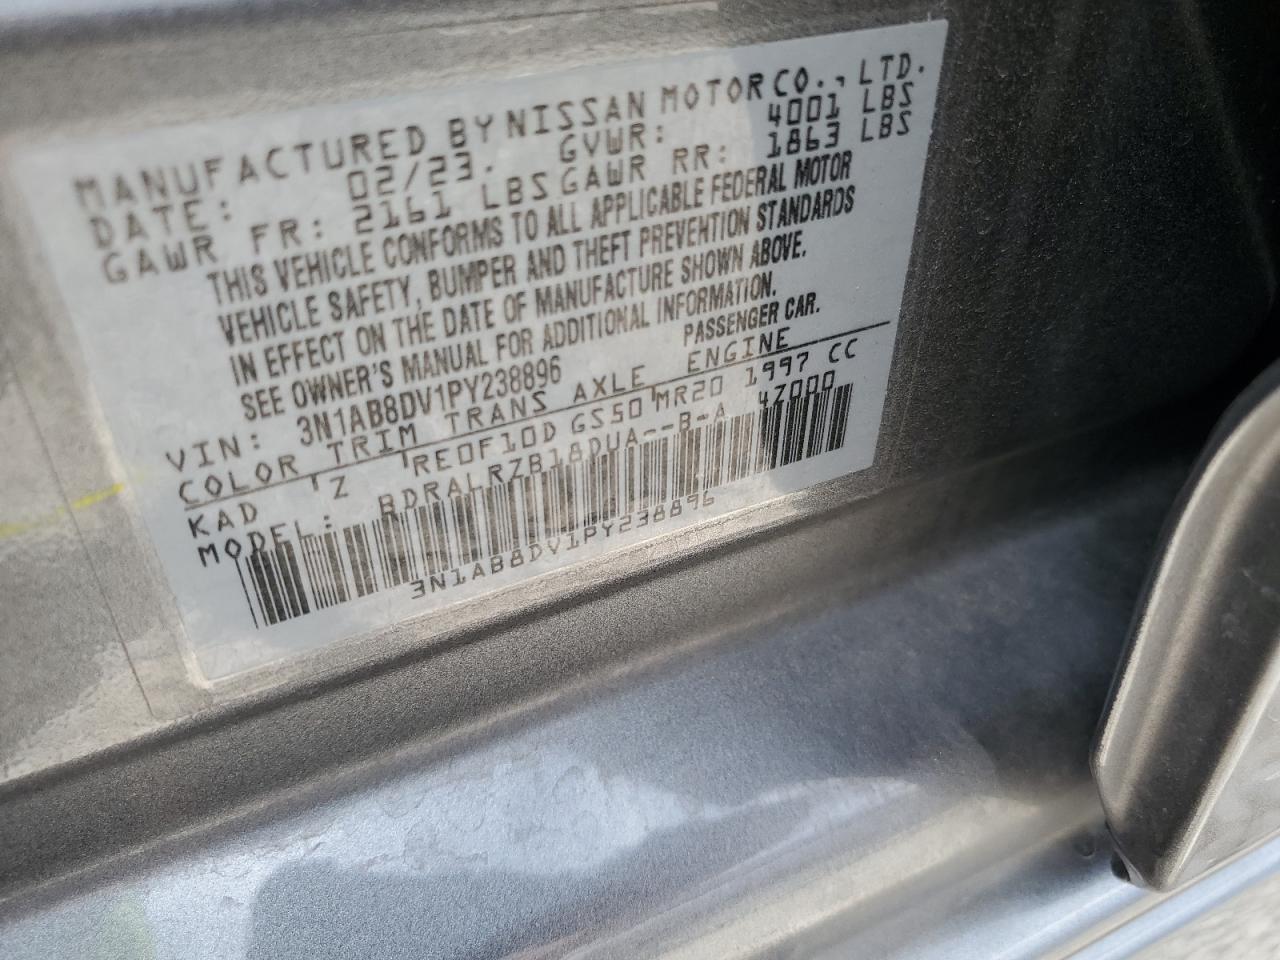 MANUFACTURED BY NISSAN MOTOR CO., LTD.
DATE: 02/23. GVWR: 4001 LBS
GAWR FR: 2161 LBS GAWR RR: 1863 LBS
THIS VEHICLE CONFORMS TO ALL APPLICABLE FEDERAL MOTOR
VEHICLE SAFETY, BUMPER AND THEFT PREVENTION STANDARDS
IN EFFECT ON THE DATE OF MANUFACTURE SHOWN ABOVE.
SEE OWNER'S MANUAL FOR ADDITIONAL INFORMATION.
VIN: 3N1AB8DV1PY238896 PASSENGER CAR.
COLOR TRIM TRANS AXLE ENGINE
KAD Z RE0F10D GS50 MR20 1997 CC
MODEL: BDRALRZB18DUA--B-A 4Z000
3N1AB8DV1PY238896